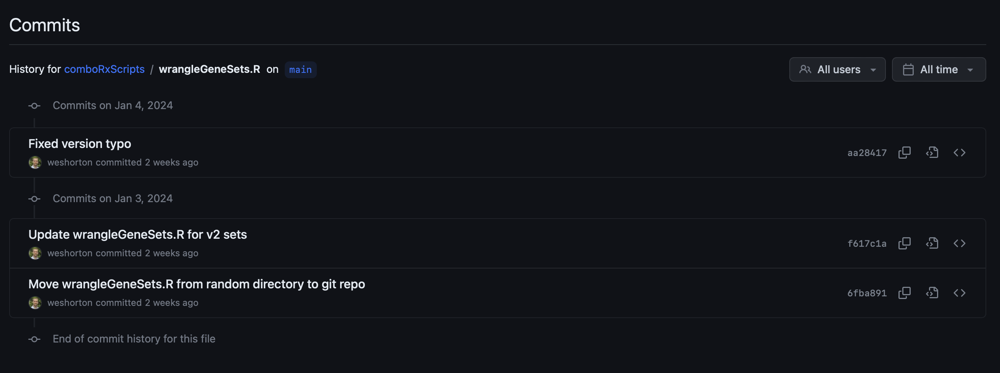 Commits
History for comboRxScripts / wrangleGeneSets.R on main
All users
All time
Commits on Jan 4, 2024
Fixed version typo
aa28417
weshorton committed 2 weeks ago
Commits on Jan 3, 2024
Update wrangleGeneSets.R for v2 sets
f617c1a
weshorton committed 2 weeks ago
Move wrangleGeneSets.R from random directory to git repo
6fba891
weshorton committed 2 weeks ago
End of commit history for this file